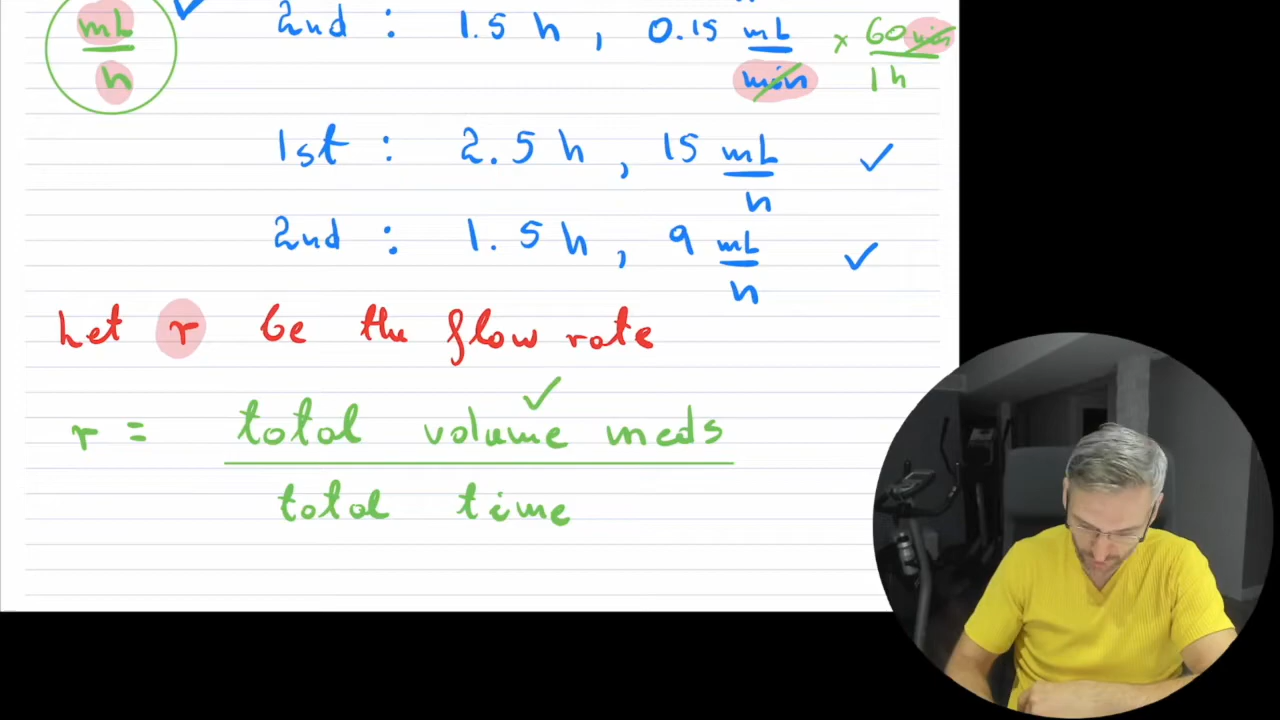 mL 2nd : 1.5 h , 0.15 mL × 60 min
h min 1 h
1st : 2.5 h , 15 mL ✓
h
2nd : 1.5 h , 9 mL ✓
h
Let r be the flow rate
r = total volume meds
total time